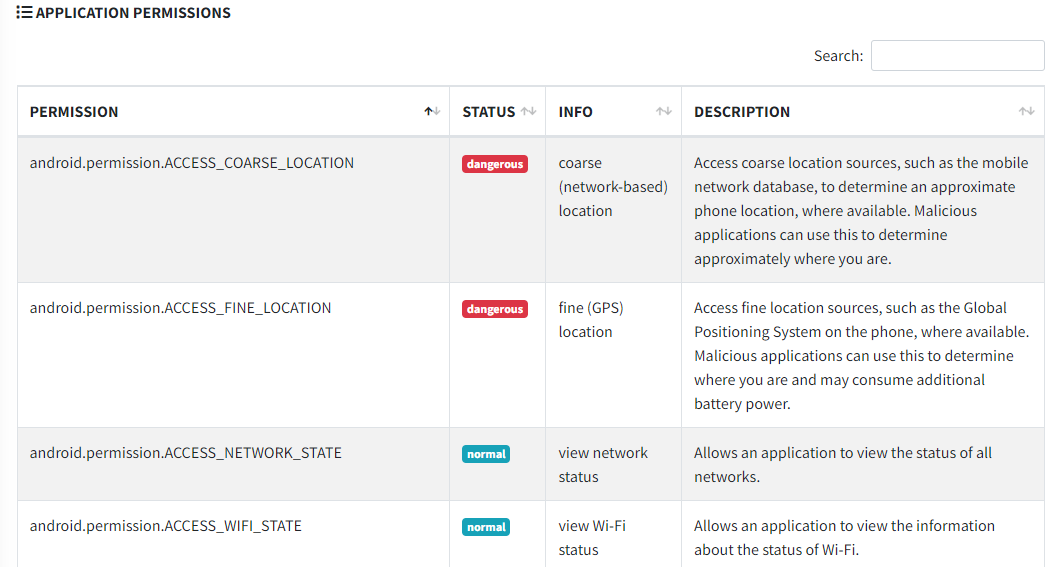 APPLICATION PERMISSIONS
Search:
PERMISSION STATUS INFO DESCRIPTION
android.permission.ACCESS_COARSE_LOCATION
dangerous
coarse
(network-based)
location
Access coarse location sources, such as the mobile
network database, to determine an approximate
phone location, where available. Malicious
applications can use this to determine
approximately where you are.
android.permission.ACCESS_FINE_LOCATION
dangerous
fine (GPS)
location
Access fine location sources, such as the Global
Positioning System on the phone, where available.
Malicious applications can use this to determine
where you are and may consume additional
battery power.
android.permission.ACCESS_NETWORK_STATE
normal
view network
status
Allows an application to view the status of all
networks.
android.permission.ACCESS_WIFI_STATE
normal
view Wi-Fi
status
Allows an application to view the information
about the status of Wi-Fi.